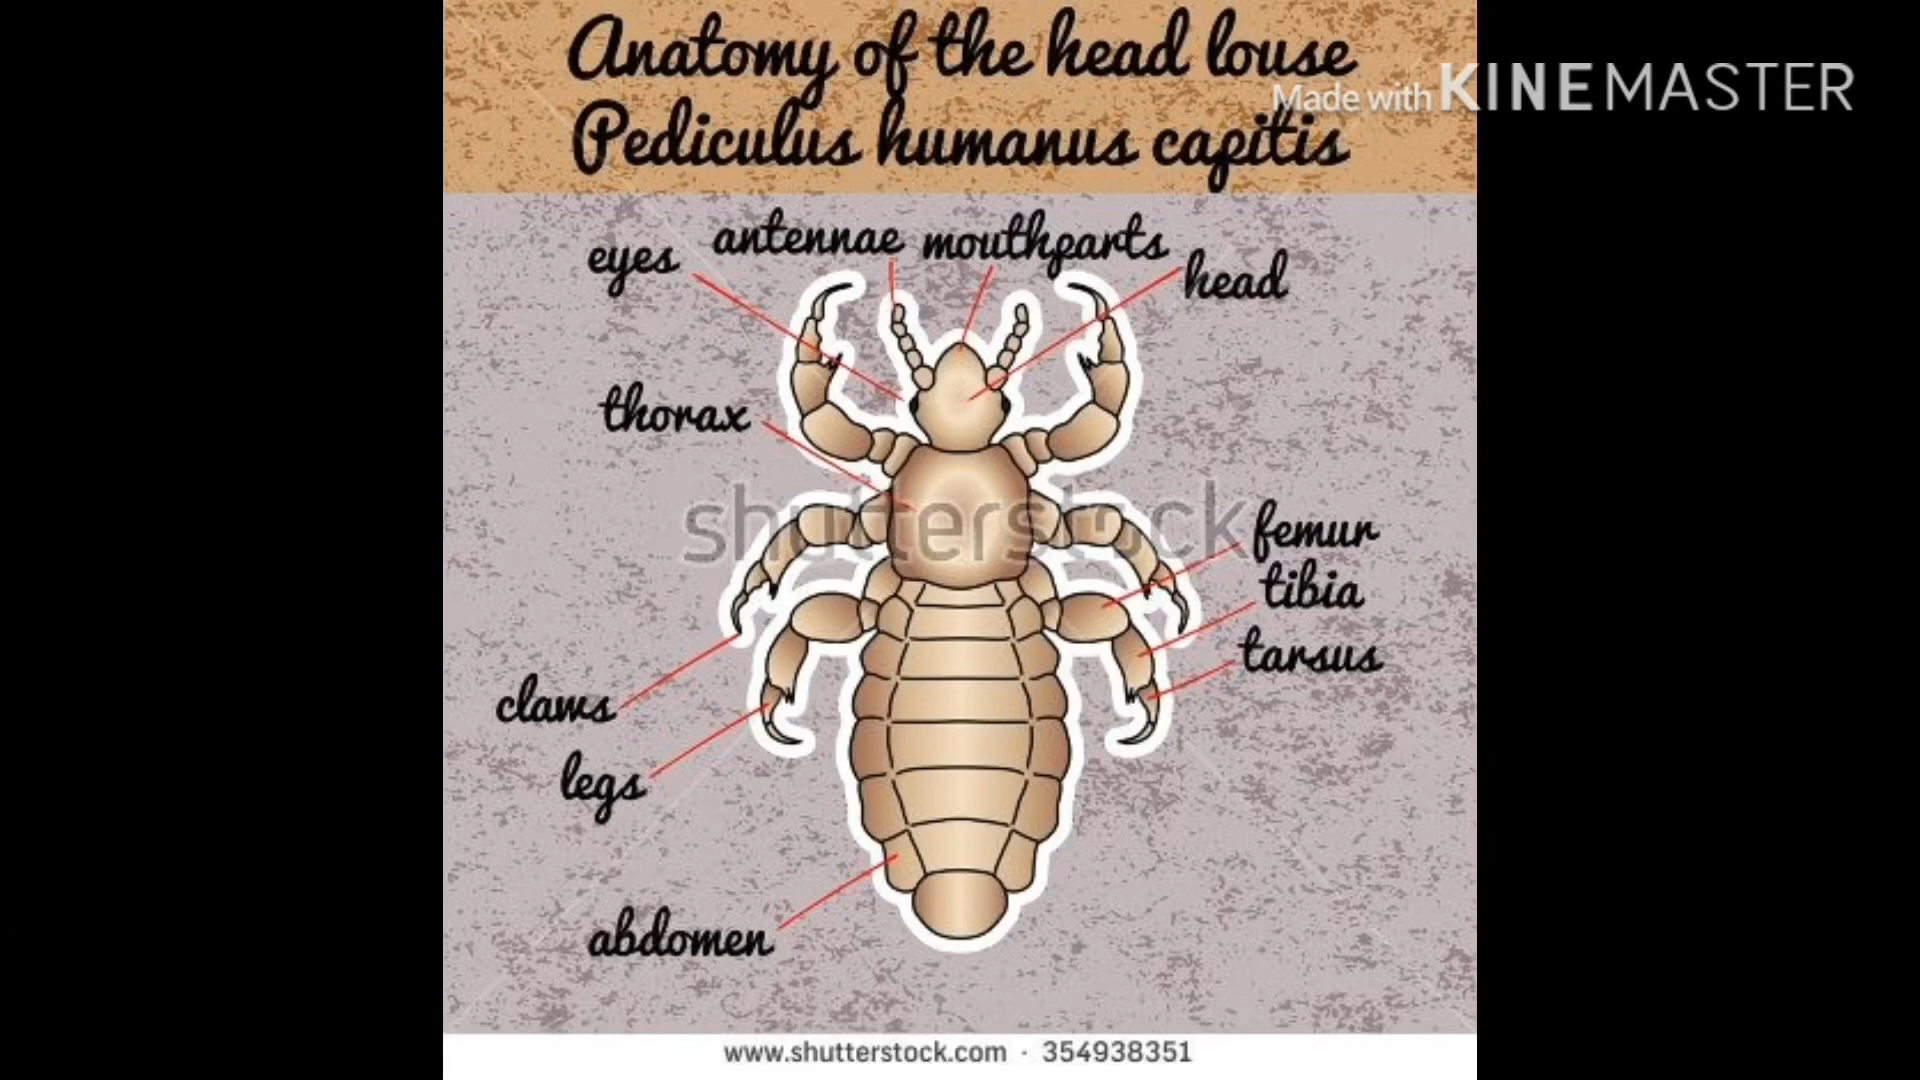 Anatomy of the head louse
Made with KINEMASTER
Pediculus humanus capitis
eyes
antennae
mouthparts
head
thorax
shutterstock
femur
tibia
tarsus
claws
legs
abdomen
www.shutterstock.com · 354938351